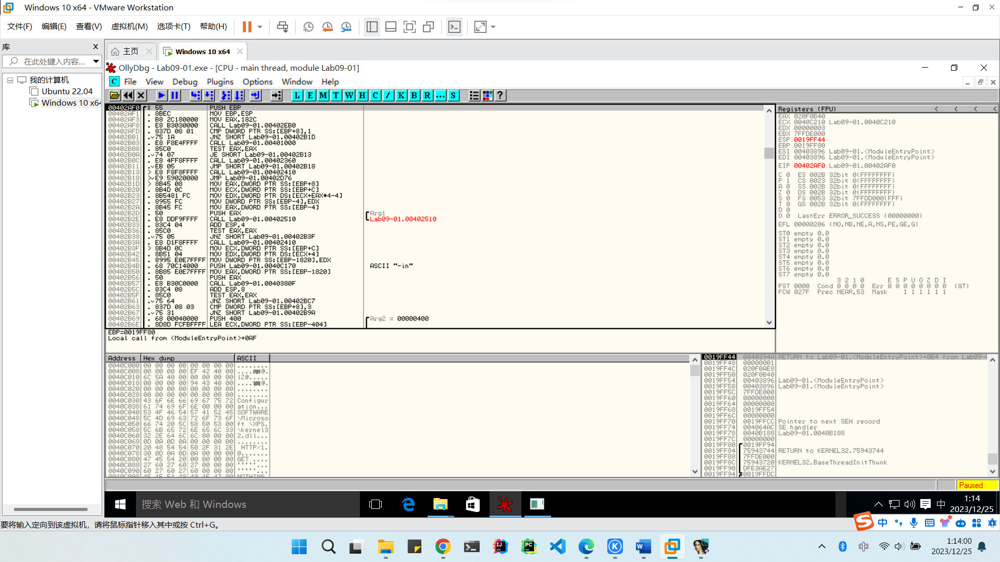 Windows 10 x64 - VMware Workstation
文件(F) 编辑(E) 查看(V) 虚拟机(M) 选项卡(T) 帮助(H)
库
在此处键入内容...
我的计算机
Ubuntu 22.04
Windows 10 x64
主页
Windows 10 x64
OllyDbg - Lab09-01.exe - [CPU - main thread, module Lab09-01]
C File View Debug Plugins Options Window Help
L E M T W H C / K B R ... S ?
00402AF0 $ 55 PUSH EBP
00402AF1 . 8BEC MOV EBP,ESP
00402AF3 . B8 2C180000 MOV EAX,182C
00402AF8 . E8 B3030000 CALL Lab09-01.00402EB0
00402AFD . 837D 08 01 CMP DWORD PTR SS:[EBP+8],1
00402B01 . 75 1A JNZ SHORT Lab09-01.00402B1D
00402B03 . E8 F8E4FFFF CALL Lab09-01.00401000
00402B08 . 85C0 TEST EAX,EAX
00402B0A . 74 07 JE SHORT Lab09-01.00402B13
00402B0C . E8 4FF8FFFF CALL Lab09-01.00402360
00402B11 . EB 05 JMP SHORT Lab09-01.00402B18
00402B13 > E8 F8F8FFFF CALL Lab09-01.00402410
00402B18 > E9 59020000 JMP Lab09-01.00402D76
00402B1D > 8B45 08 MOV EAX,DWORD PTR SS:[EBP+8]
00402B20 . 8B4D 0C MOV ECX,DWORD PTR SS:[EBP+C]
00402B23 . 8B5481 FC MOV EDX,DWORD PTR DS:[ECX+EAX*4-4]
00402B27 . 8955 FC MOV DWORD PTR SS:[EBP-4],EDX
00402B2A . 8B45 FC MOV EAX,DWORD PTR SS:[EBP-4]
00402B2D . 50 PUSH EAX Arg1
00402B2E . E8 DDF9FFFF CALL Lab09-01.00402510 Lab09-01.00402510
00402B33 . 83C4 04 ADD ESP,4
00402B36 . 85C0 TEST EAX,EAX
00402B38 . 75 05 JNZ SHORT Lab09-01.00402B3F
00402B3A . E8 D1F8FFFF CALL Lab09-01.00402410
00402B3F > 8B4D 0C MOV ECX,DWORD PTR SS:[EBP+C]
00402B42 . 8B51 04 MOV EDX,DWORD PTR DS:[ECX+4]
00402B45 . 8995 E0E7FFFF MOV DWORD PTR SS:[EBP-1820],EDX
00402B4B . 68 70C14000 PUSH Lab09-01.0040C170 ASCII "-in"
00402B50 . 8B85 E0E7FFFF MOV EAX,DWORD PTR SS:[EBP-1820]
00402B56 . 50 PUSH EAX
00402B57 . E8 B30C0000 CALL Lab09-01.0040380F
00402B5C . 83C4 08 ADD ESP,8
00402B5F . 85C0 TEST EAX,EAX
00402B61 . 75 64 JNZ SHORT Lab09-01.00402BC7
00402B63 . 837D 08 03 CMP DWORD PTR SS:[EBP+8],3
00402B67 . 75 31 JNZ SHORT Lab09-01.00402B9A
00402B69 . 68 00040000 PUSH 400 Arg2 = 00000400
00402B6E . 8D8D FCFBFFFF LEA ECX,DWORD PTR SS:[EBP-404]
EBP=0019FF80
Local call from <ModuleEntryPoint>+0AF
Registers (FPU) < < < <
EAX 020F0B40
ECX 0040C210 Lab09-01.0040C210
EDX 00000003
EBX 7FFDE000
ESP 0019FF44
EBP 0019FF80
ESI 00403896 Lab09-01.<ModuleEntryPoint>
EDI 00403896 Lab09-01.<ModuleEntryPoint>
EIP 00402AF0 Lab09-01.00402AF0
C 0 ES 002B 32bit 0(FFFFFFFF)
P 1 CS 0023 32bit 0(FFFFFFFF)
A 0 SS 002B 32bit 0(FFFFFFFF)
Z 0 DS 002B 32bit 0(FFFFFFFF)
S 0 FS 0053 32bit 7FFDD000(FFF)
T 0 GS 002B 32bit 0(FFFFFFFF)
D 0
O 0 LastErr ERROR_SUCCESS (00000000)
EFL 00000206 (NO,NB,NE,A,NS,PE,GE,G)
ST0 empty 0.0
ST1 empty 0.0
ST2 empty 0.0
ST3 empty 0.0
ST4 empty 0.0
ST5 empty 0.0
ST6 empty 0.0
ST7 empty 0.0
3 2 1 0 E S P U O Z D I
FST 0000 Cond 0 0 0 0 Err 0 0 0 0 0 0 0 0 (GT)
FCW 027F Prec NEAR,53 Mask 1 1 1 1 1 1
Address Hex dump ASCII
0040C000 00 00 00 00 00 00 00 00 ........
0040C008 00 00 00 00 EF 42 40 00
0040C010 6C 5A 40 00 00 00 00 00 lZ@.....
0040C018 00 00 00 00 94 43 40 00
0040C020 00 00 00 00 00 00 00 00 ........
0040C028 00 00 00 00 00 00 00 00 ........
0040C030 43 6F 6E 66 69 67 75 72 Configur
0040C038 61 74 69 6F 6E 00 00 00 ation...
0040C040 53 4F 46 54 57 41 52 45 SOFTWARE
0040C048 5C 4D 69 63 72 6F 73 6F \Microso
0040C050 66 74 20 5C 58 50 53 00 ft \XPS.
0040C058 5C 6B 65 72 6E 65 6C 33 \kernel3
0040C060 32 2E 64 6C 6C 00 00 00 2.dll...
0040C068 0D 0A 0D 0A 00 00 00 00 ........
0040C070 20 48 54 54 50 2F 31 2E HTTP/1.
0040C078 30 0D 0A 0D 0A 00 00 00 0.......
0040C080 47 45 54 20 00 00 00 00 GET ....
0040C088 27 60 27 60 27 00 00 00 '`'`'...
0040C090 60 27 60 27 60 00 00 00 `'`'`...
0040C098 4E 4F 54 48 49 4E 47 00 NOTHING.
0019FF44 0040394A RETURN to Lab09-01.<ModuleEntryPoint>+0B4 from Lab09-
0019FF48 00000001
0019FF4C 020F0AE8
0019FF50 020F0B40
0019FF54 00403896 Lab09-01.<ModuleEntryPoint>
0019FF58 00403896 Lab09-01.<ModuleEntryPoint>
0019FF5C 7FFDE000
0019FF60 00000000
0019FF64 00000000
0019FF68 0019FF54
0019FF6C 00000000
0019FF70 0019FFCC Pointer to next SEH record
0019FF74 004064AC SE handler
0019FF78 0040B188 Lab09-01.0040B188
0019FF7C 00000000
0019FF80 0019FF94
0019FF84 75943744 RETURN to KERNEL32.75943744
0019FF88 7FFDE000
0019FF8C 75943720 KERNEL32.BaseThreadInitThunk
0019FF90 DFE3AE27
0019FF94 0019FFDC
Paused
搜索 Web 和 Windows
中
1:14
2023/12/25
要将输入定向到该虚拟机，请将鼠标指针移入其中或按 Ctrl+G。
中
中
1:14:00
2023/12/25